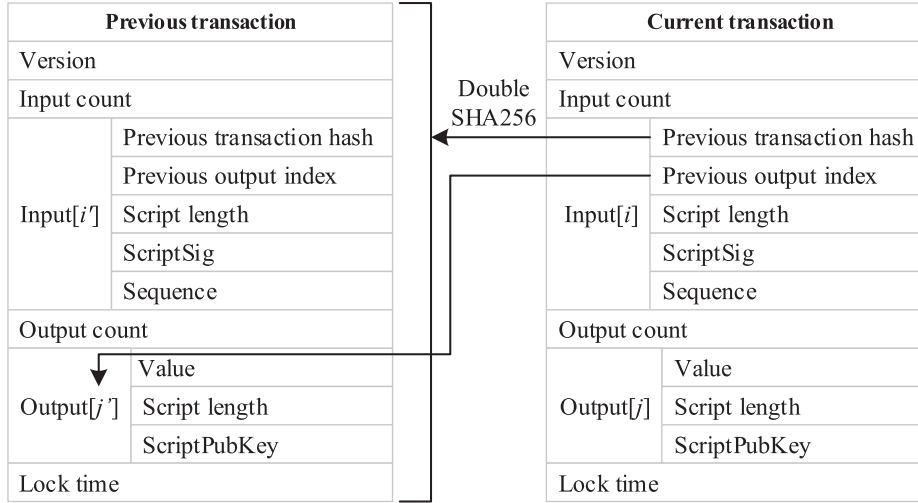 Previous transaction
Version
Input count
Input[i']
Previous transaction hash
Previous output index
Script length
ScriptSig
Sequence
Output count
Output[j’]
Value
Script length
ScriptPubKey
Lock time
Double
SHA256
Current transaction
Version
Input count
Input[i]
Previous transaction hash
Previous output index
Script length
ScriptSig
Sequence
Output count
Output[j]
Value
Script length
ScriptPubKey
Lock time